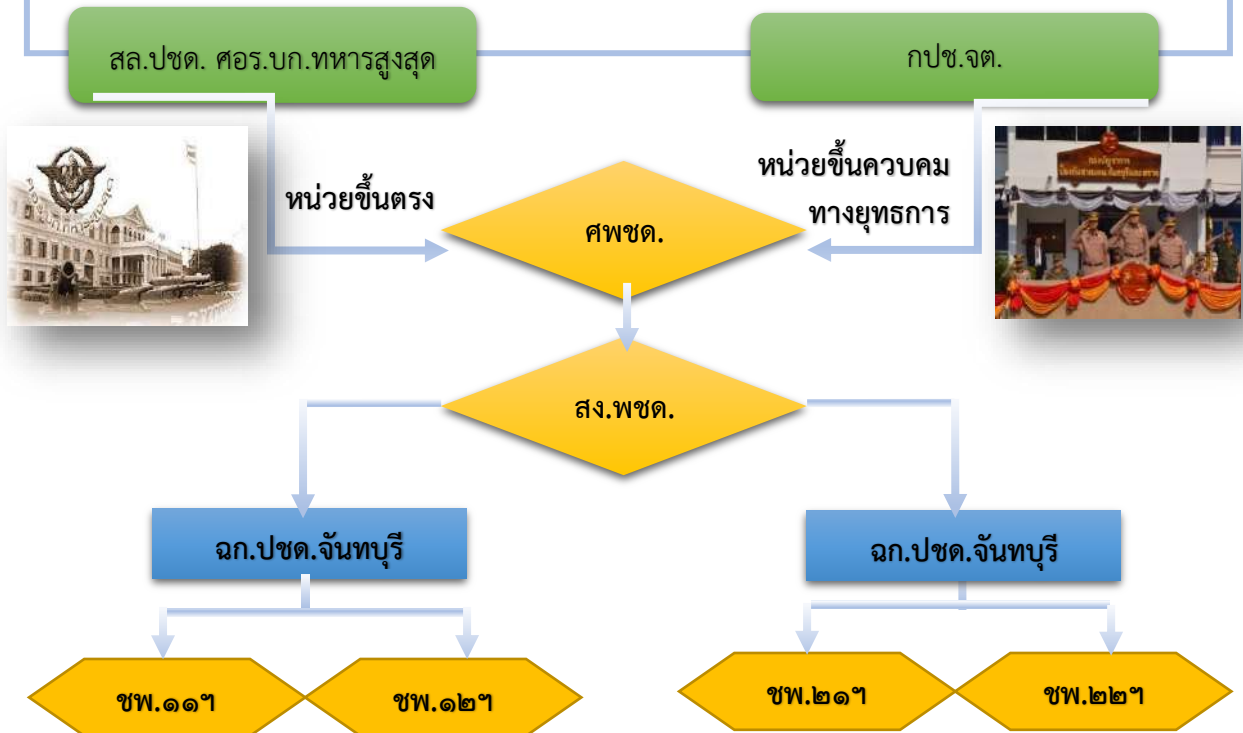 สล.ปชด. ศอร.บก.ทหารสูงสุด
กปช.จต.
หน่วยขึ้นตรง
หน่วยขึ้นควบคม
ทางยุทธการ
ศพชด.
สง.พชด.
ฉก.ปชด.จันทบุรี
ฉก.ปชด.จันทบุรี
ชพ.๑๑ฯ
ชพ.๑๒ฯ
ชพ.๒๑ฯ
ชพ.๒๒ฯ